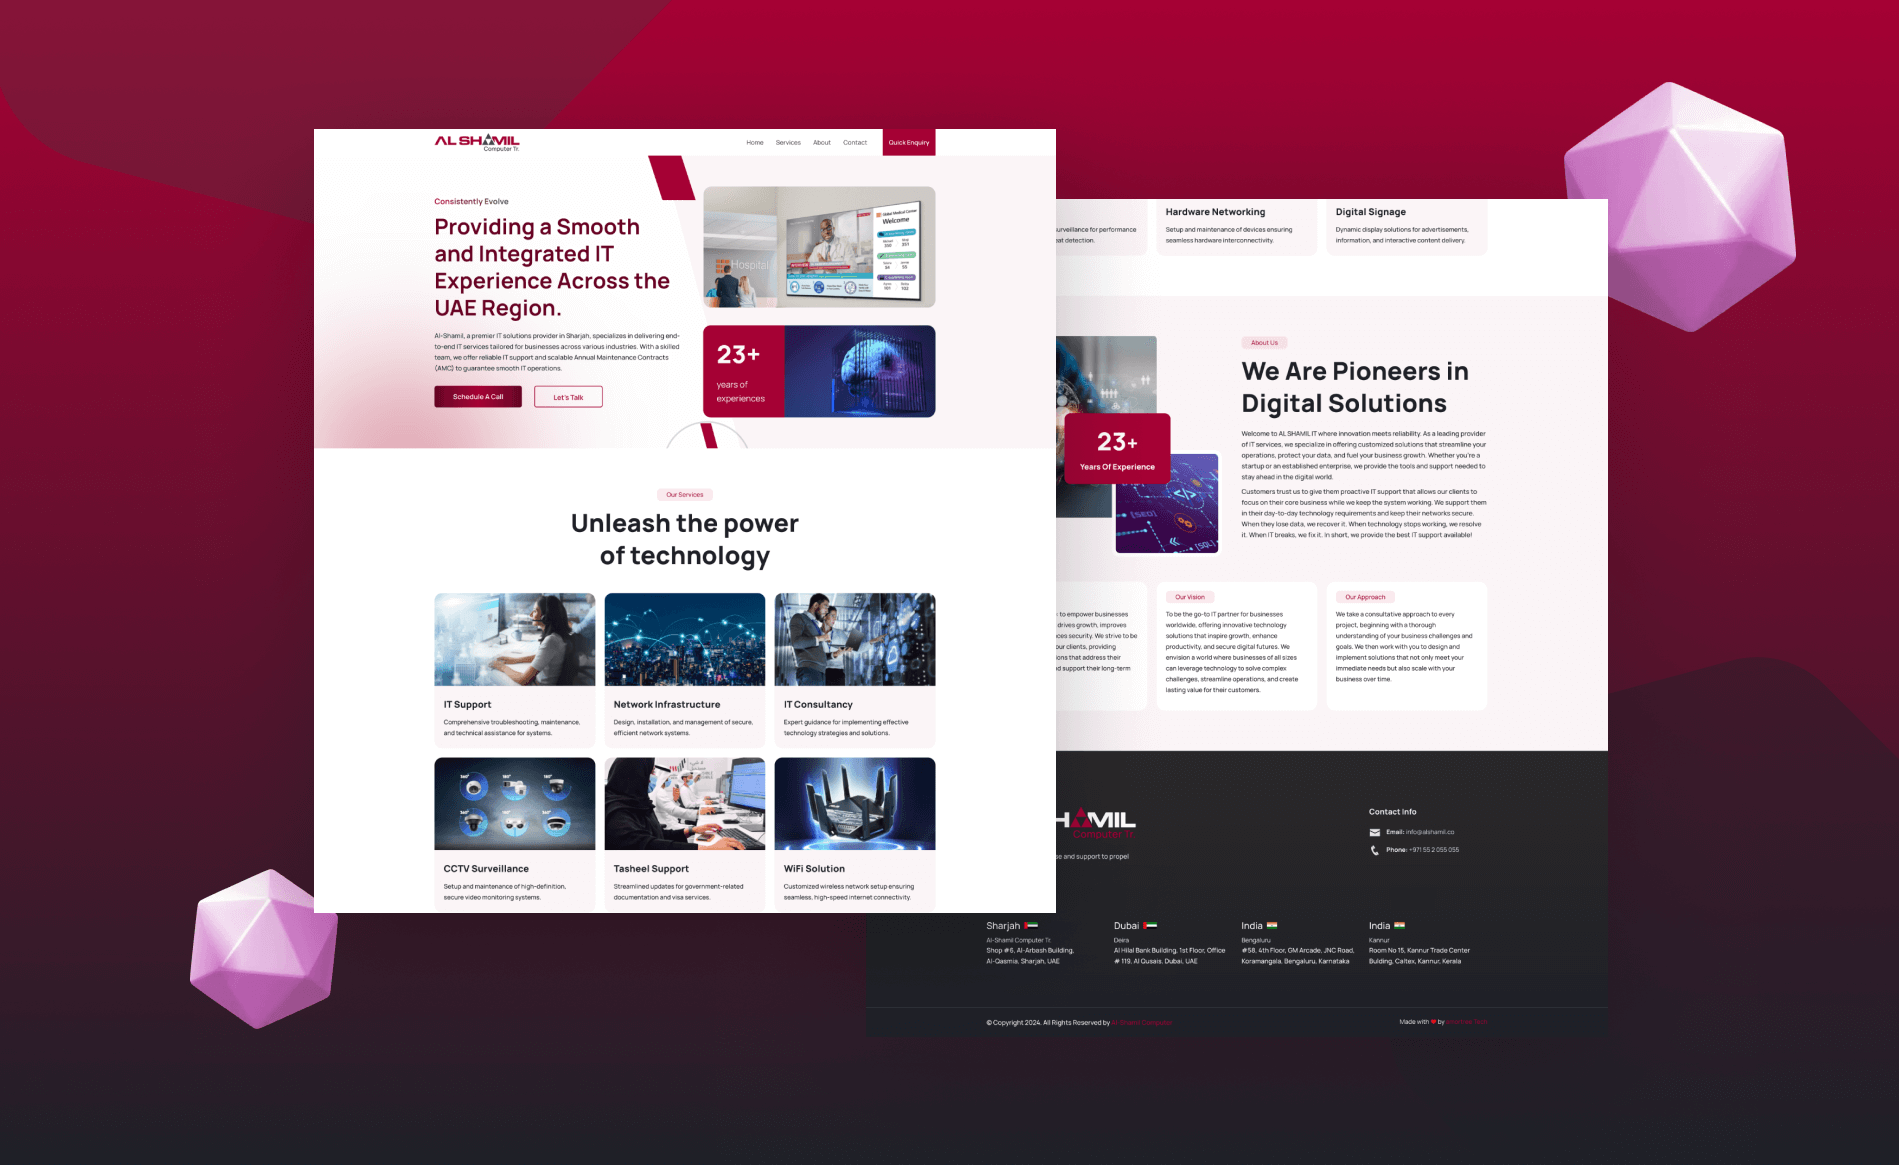 AL SHAMIL
Computer Tr.
Home Services About Contact Quick Enquiry
Consistently Evolve
Providing a Smooth
and Integrated IT
Experience Across the
UAE Region.
Al-Shamil, a premier IT solutions provider in Sharjah, specializes in delivering end-
to-end IT services tailored for businesses across various industries. With a skilled
team, we offer reliable IT support and scalable Annual Maintenance Contracts
(AMC) to guarantee smooth IT operations.
Schedule A Call Let's Talk
Hospital
Global Medical Center
Welcome
23+
years of
experiences
Our Services
Unleash the power
of technology
IT Support
Comprehensive troubleshooting, maintenance,
and technical assistance for systems.
Network Infrastructure
Design, installation, and management of secure,
efficient network systems.
IT Consultancy
Expert guidance for implementing effective
technology strategies and solutions.
360° 360° 360°
360° 360° 360°
CCTV Surveillance
Setup and maintenance of high-definition,
secure video monitoring systems.
Tasheel Support
Streamlined updates for government-related
documentation and visa services.
WiFi Solution
Customized wireless network setup ensuring
seamless, high-speed internet connectivity.
urveillance for performance
at detection.
Hardware Networking
Setup and maintenance of devices ensuring
seamless hardware interconnectivity.
Digital Signage
Dynamic display solutions for advertisements,
information, and interactive content delivery.
23+
Years Of Experience
</>
[SEO]
[SQL]
About Us
We Are Pioneers in
Digital Solutions
Welcome to AL SHAMIL IT where innovation meets reliability. As a leading provider
of IT services, we specialize in offering customized solutions that streamline your
operations, protect your data, and fuel your business growth. Whether you're a
startup or an established enterprise, we provide the tools and support needed to
stay ahead in the digital world.
Customers trust us to give them proactive IT support that allows our clients to
focus on their core business while we keep the system working. We support them
in their day-to-day technology requirements and keep their networks secure.
When they lose data, we recover it. When technology stops working, we resolve
it. When IT breaks, we fix it. In short, we provide the best IT support available!
to empower businesses
drives growth, improves
ces security. We strive to be
our clients, providing
ons that address their
d support their long-term
Our Vision
To be the go-to IT partner for businesses
worldwide, offering innovative technology
solutions that inspire growth, enhance
productivity, and secure digital futures. We
envision a world where businesses of all sizes
can leverage technology to solve complex
challenges, streamline operations, and create
lasting value for their customers.
Our Approach
We take a consultative approach to every
project, beginning with a thorough
understanding of your business challenges and
goals. We then work with you to design and
implement solutions that not only meet your
immediate needs but also scale with your
business over time.
HAMIL
Computer Tr.
se and support to propel
Contact Info
Email: info@alshamil.co
Phone: +971 55 2 055 055
Sharjah
Al-Shamil Computer Tr.
Shop #6, Al-Arbash Building,
Al-Qasmia, Sharjah, UAE
Dubai
Deira
Al Hilal Bank Building, 1st Floor, Office
# 119, Al Qusais, Dubai, UAE
India
Bengaluru
#58, 4th Floor, GM Arcade, JNC Road,
Koramangala, Bengaluru, Karnataka
India
Kannur
Room No 15, Kannur Trade Center
Bulding, Caltex, Kannur, Kerala
© Copyright 2024. All Rights Reserved by
Made with ❤ by